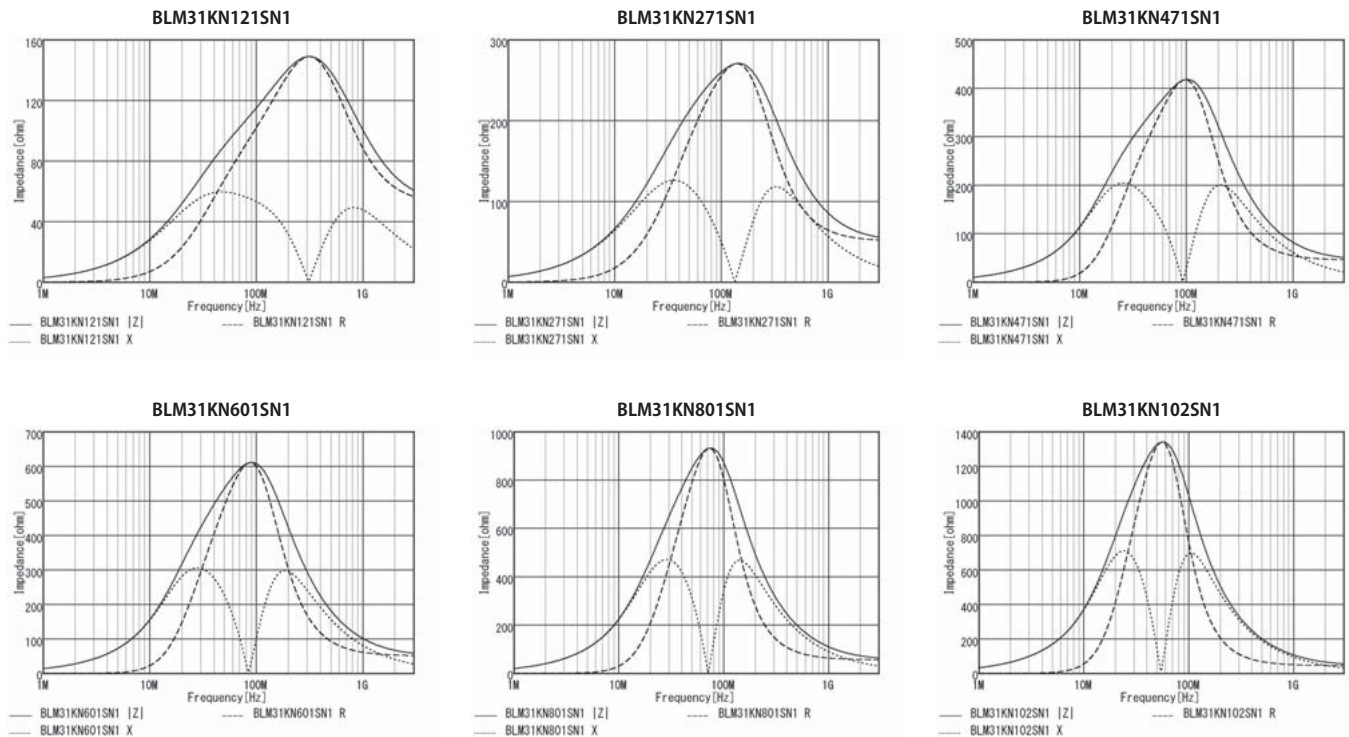 BLM31KN121SN1
160
120
80
40
0
Impedance[ohm]
1M 10M 100M 1G
Frequency[Hz]
BLM31KN121SN1 |Z| BLM31KN121SN1 R
BLM31KN121SN1 X
BLM31KN271SN1
300
200
100
0
Impedance[ohm]
1M 10M 100M 1G
Frequency[Hz]
BLM31KN271SN1 |Z| BLM31KN271SN1 R
BLM31KN271SN1 X
BLM31KN471SN1
500
400
300
200
100
0
Impedance[ohm]
1M 10M 100M 1G
Frequency[Hz]
BLM31KN471SN1 |Z| BLM31KN471SN1 R
BLM31KN471SN1 X
BLM31KN601SN1
700
600
500
400
300
200
100
0
Impedance[ohm]
1M 10M 100M 1G
Frequency[Hz]
BLM31KN601SN1 |Z| BLM31KN601SN1 R
BLM31KN601SN1 X
BLM31KN801SN1
1000
800
600
400
200
0
Impedance[ohm]
1M 10M 100M 1G
Frequency[Hz]
BLM31KN801SN1 |Z| BLM31KN801SN1 R
BLM31KN801SN1 X
BLM31KN102SN1
1400
1200
1000
800
600
400
200
0
Impedance[ohm]
1M 10M 100M 1G
Frequency[Hz]
BLM31KN102SN1 |Z| BLM31KN102SN1 R
BLM31KN102SN1 X